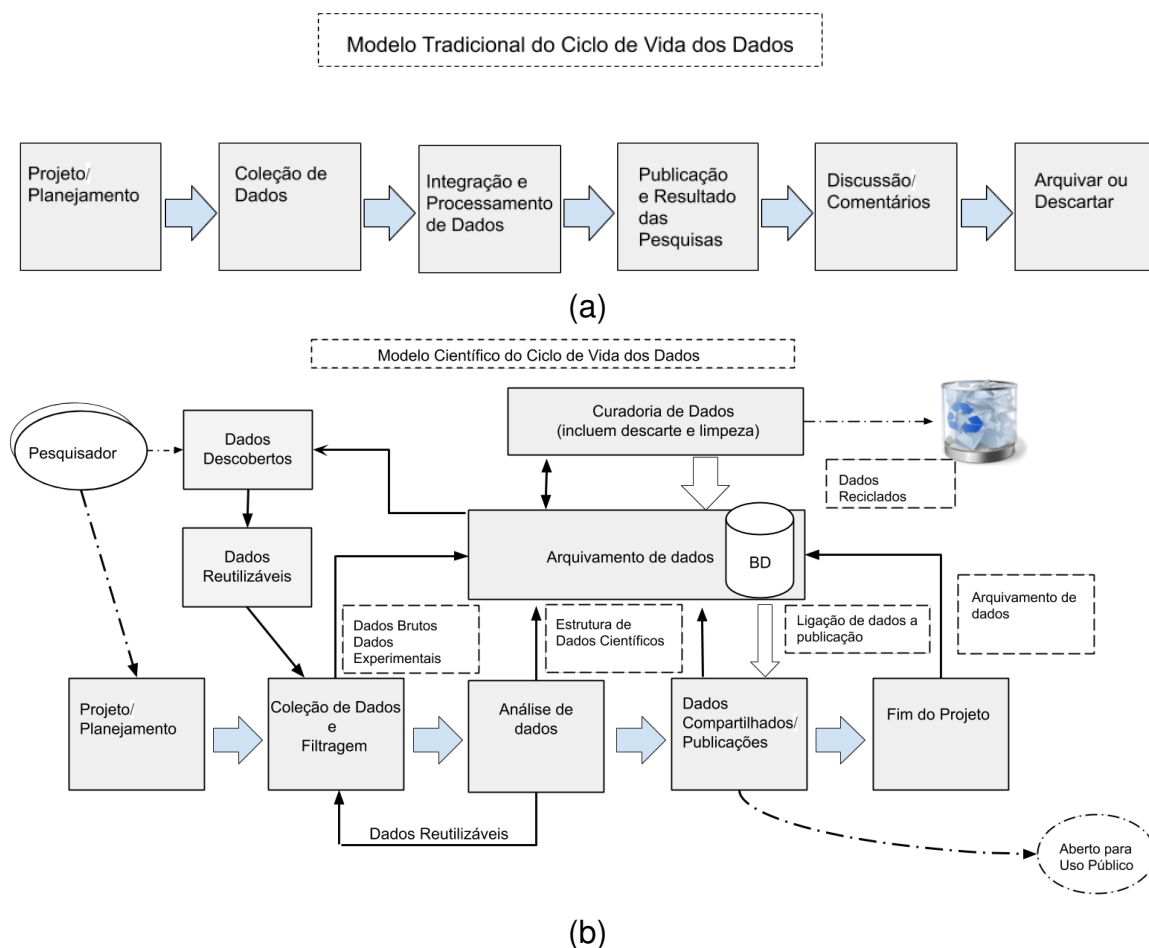 Modelo Tradicional do Ciclo de Vida dos Dados
Projeto/
Planejamento
Coleção de
Dados
Integração e
Processamento
de Dados
Publicação
e Resultado
das
Pesquisas
Discussão/
Comentários
Arquivar ou
Descartar
(a)
Modelo Científico do Ciclo de Vida dos Dados
Pesquisador
Dados
Descobertos
Curadoria de Dados
(incluem descarte e limpeza)
Dados
Reciclados
Dados
Reutilizáveis
Arquivamento de dados
BD
Dados Brutos
Dados
Experimentais
Estrutura de
Dados Científicos
Ligação de dados a
publicação
Arquivamento de
dados
Projeto/
Planejamento
Coleção de Dados
e
Filtragem
Análise de
dados
Dados
Compartilhados/
Publicações
Fim do Projeto
Dados Reutilizáveis
Aberto para
Uso Público
(b)